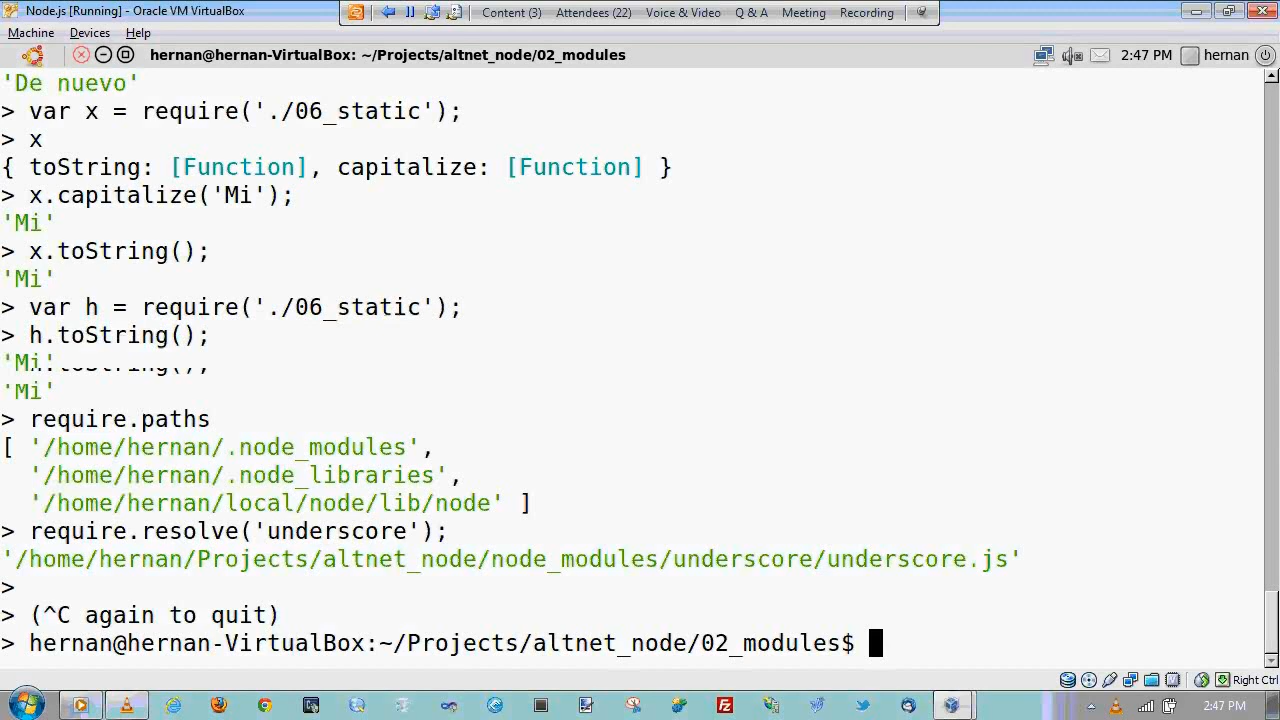 Node.js [Running] - Oracle VM VirtualBox
Content (3) Attendees (22) Voice & Video Q & A Meeting Recording
Machine Devices Help
hernan@hernan-VirtualBox: ~/Projects/altnet_node/02_modules 2:47 PM hernan
'De nuevo'
> var x = require('./06_static');
> x
{ toString: [Function], capitalize: [Function] }
> x.capitalize('Mi');
'Mi'
> x.toString();
'Mi'
> var h = require('./06_static');
> h.toString();
'Mi'
'Mi'
> require.paths
[ '/home/hernan/.node_modules',
'/home/hernan/.node_libraries',
'/home/hernan/local/node/lib/node' ]
> require.resolve('underscore');
'/home/hernan/Projects/altnet_node/node_modules/underscore/underscore.js'
>
> (^C again to quit)
> hernan@hernan-VirtualBox:~/Projects/altnet_node/02_modules$
Right Ctrl
2:47 PM